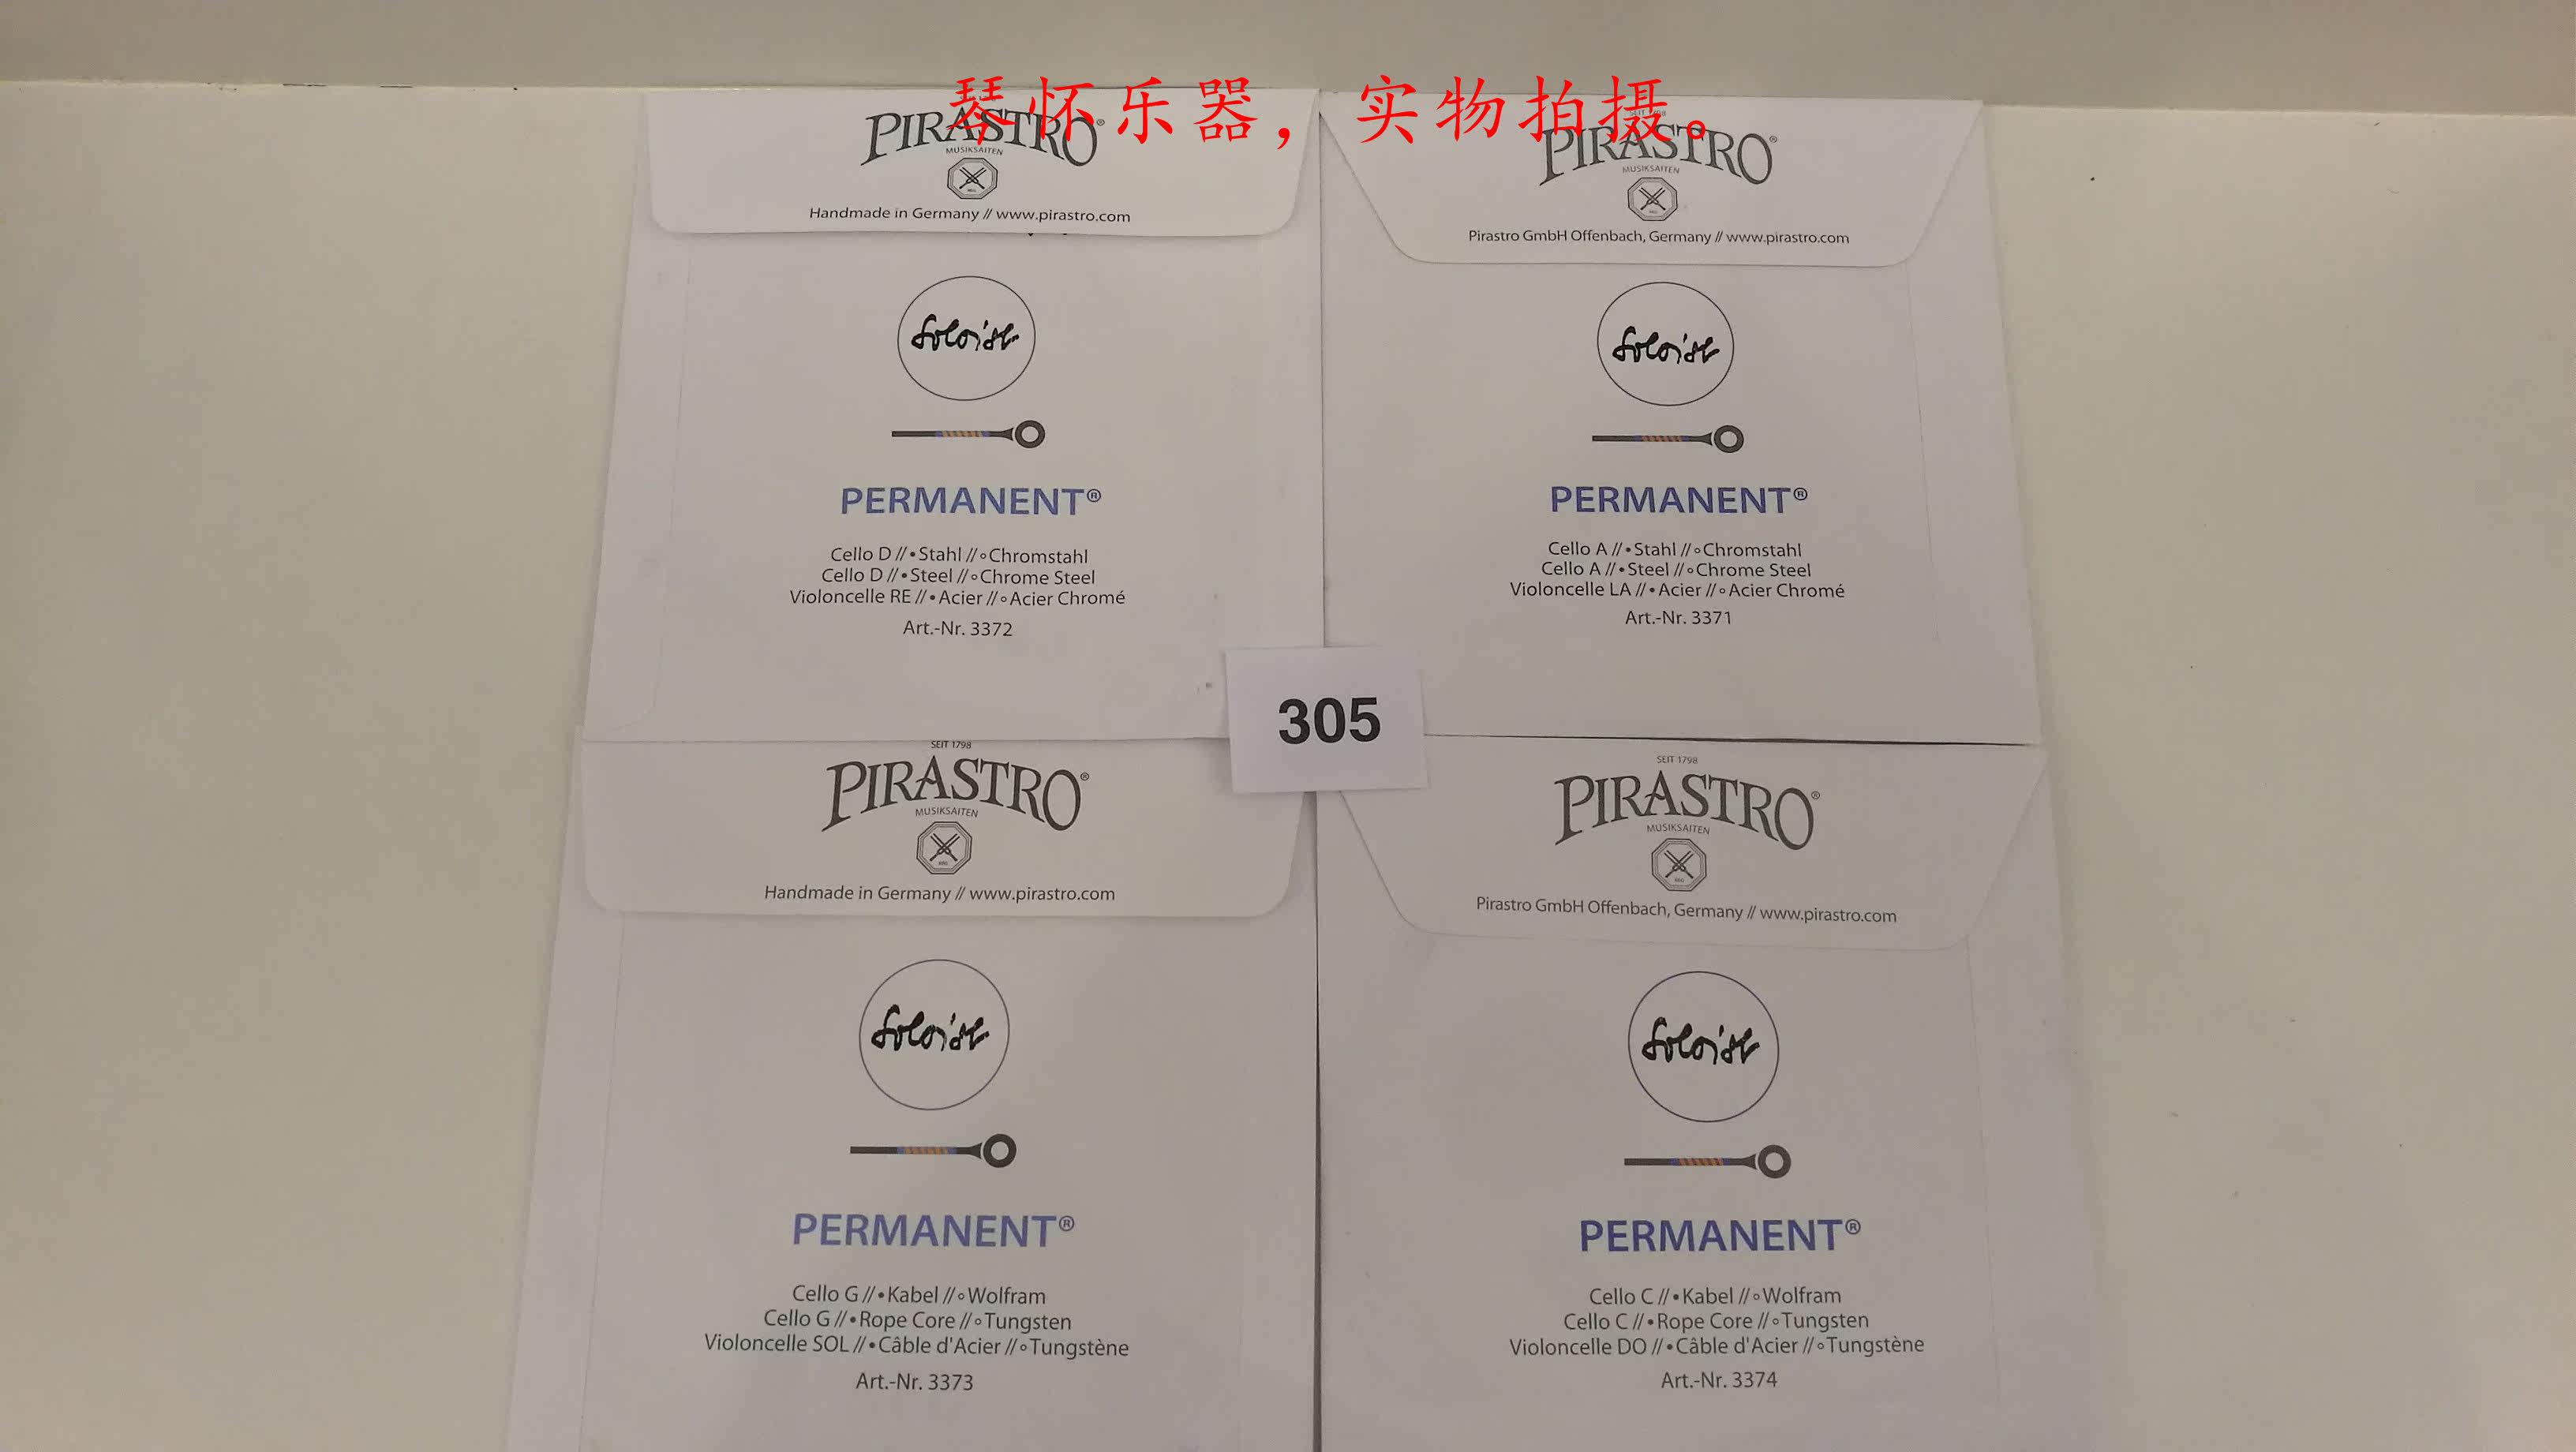 琴怀乐器，实物拍摄。
PIRASTRO®
MUSIKSAITEN
Handmade in Germany // www.pirastro.com
Soloist
PERMANENT®
Cello D // • Stahl // ◦ Chromstahl
Cello D // • Steel // ◦ Chrome Steel
Violoncelle RE // • Acier // ◦ Acier Chromé
Art.-Nr. 3372
PIRASTRO®
MUSIKSAITEN
Pirastro GmbH Offenbach, Germany // www.pirastro.com
Soloist
PERMANENT®
Cello A // • Stahl // ◦ Chromstahl
Cello A // • Steel // ◦ Chrome Steel
Violoncelle LA // • Acier // ◦ Acier Chromé
Art.-Nr. 3371
305
SEIT 1798
PIRASTRO®
MUSIKSAITEN
Handmade in Germany // www.pirastro.com
Soloist
PERMANENT®
Cello G // • Kabel // ◦ Wolfram
Cello G // • Rope Core // ◦ Tungsten
Violoncelle SOL // • Câble d'Acier // ◦ Tungstène
Art.-Nr. 3373
SEIT 1798
PIRASTRO®
MUSIKSAITEN
Pirastro GmbH Offenbach, Germany // www.pirastro.com
Soloist
PERMANENT®
Cello C // • Kabel // ◦ Wolfram
Cello C // • Rope Core // ◦ Tungsten
Violoncelle DO // • Câble d'Acier // ◦ Tungstène
Art.-Nr. 3374